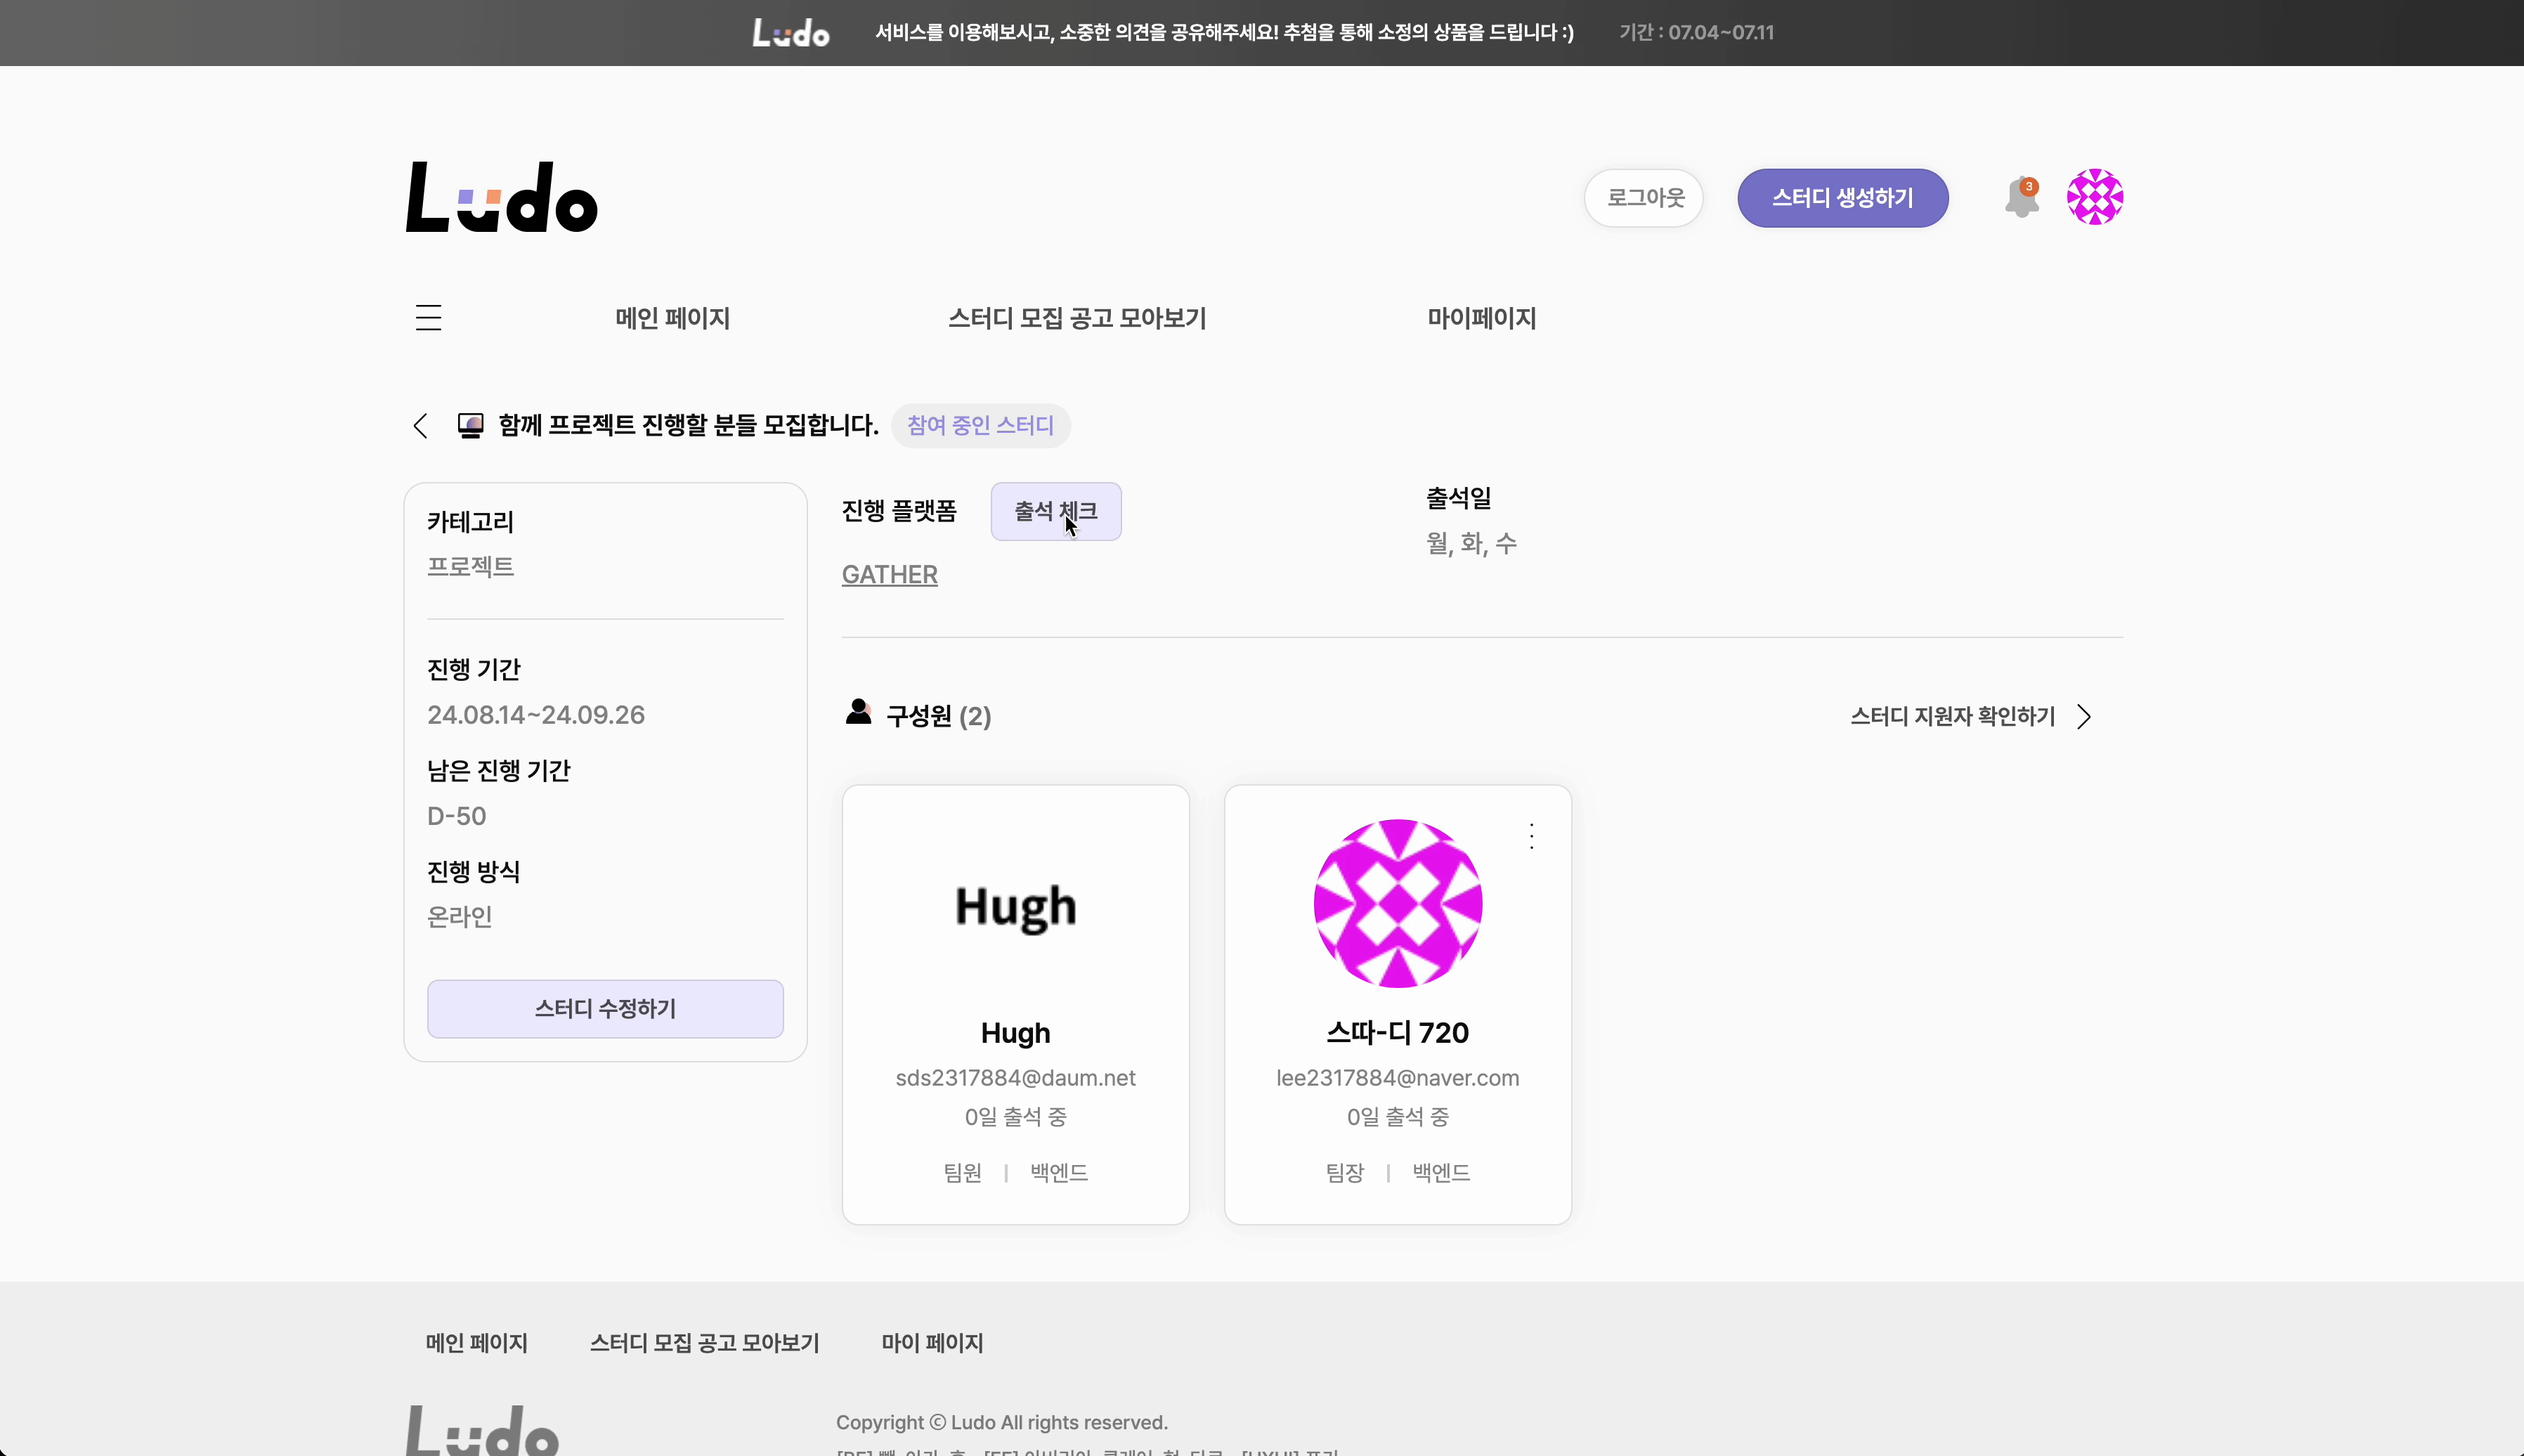 Ludo 서비스를 이용해보시고, 소중한 의견을 공유해주세요! 추첨을 통해 소정의 상품을 드립니다 :) 기간 : 07.04~07.11
Ludo
로그아웃 스터디 생성하기 3
메인 페이지 스터디 모집 공고 모아보기 마이페이지
함께 프로젝트 진행할 분들 모집합니다. 참여 중인 스터디
카테고리
프로젝트
진행 기간
24.08.14~24.09.26
남은 진행 기간
D-50
진행 방식
온라인
스터디 수정하기
진행 플랫폼 출석 체크
GATHER
출석일
월, 화, 수
구성원 (2)
스터디 지원자 확인하기
Hugh
Hugh
sds2317884@daum.net
0일 출석 중
팀원 | 백엔드
스따-디 720
lee2317884@naver.com
0일 출석 중
팀장 | 백엔드
메인 페이지 스터디 모집 공고 모아보기 마이 페이지
Ludo
Copyright © Ludo All rights reserved.